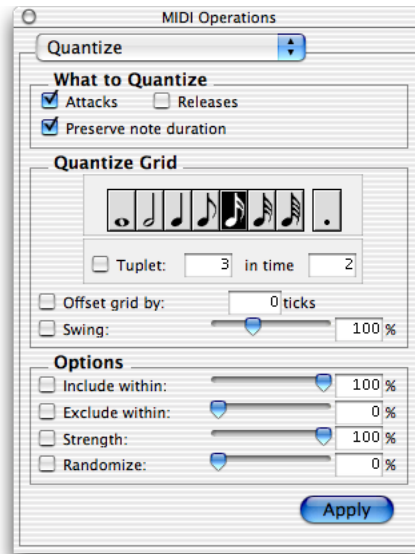 MIDI Operations
Quantize
What to Quantize
Attacks Releases
Preserve note duration
Quantize Grid
Tuplet: 3 in time 2
Offset grid by: 0 ticks
Swing: 100 %
Options
Include within: 100 %
Exclude within: 0 %
Strength: 100 %
Randomize: 0 %
Apply